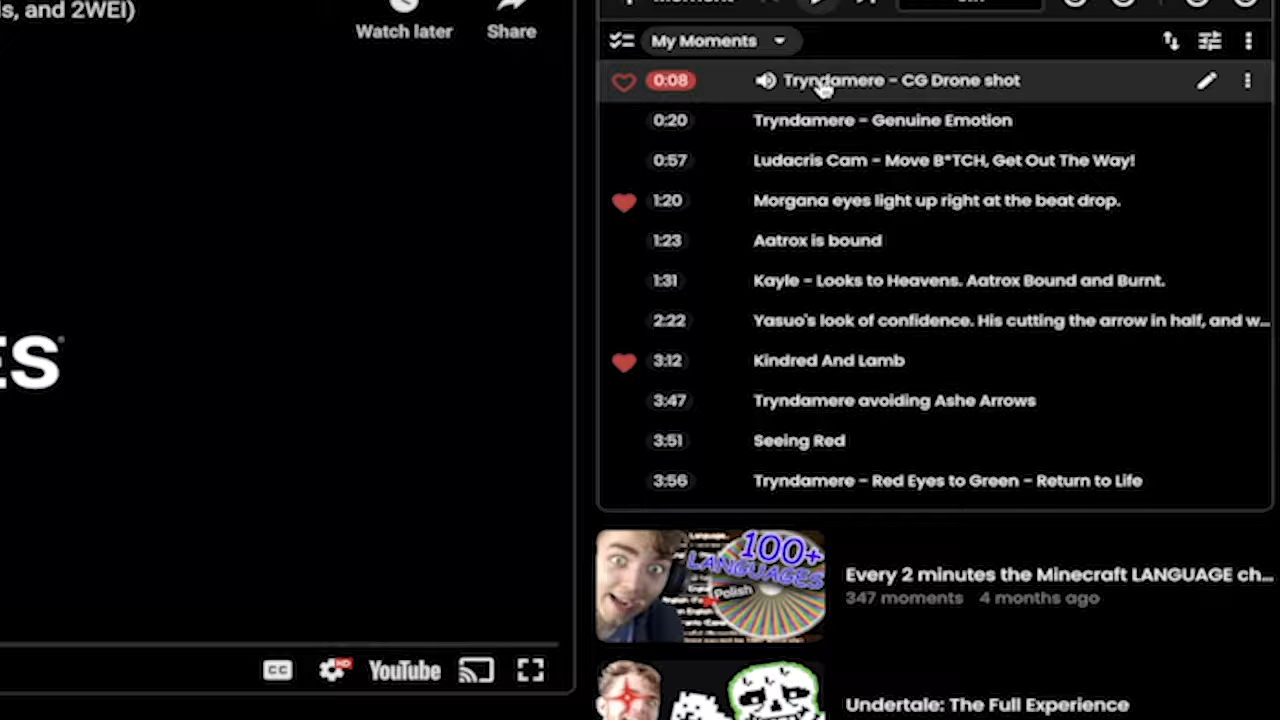 s, and 2WEI)
Watch later
Share
Moment
My Moments
0:08 Tryndamere - CG Drone shot
0:20 Tryndamere - Genuine Emotion
0:57 Ludacris Cam - Move B*TCH, Get Out The Way!
1:20 Morgana eyes light up right at the beat drop.
1:23 Aatrox is bound
1:31 Kayle - Looks to Heavens. Aatrox Bound and Burnt.
2:22 Yasuo's look of confidence. His cutting the arrow in half, and w...
3:12 Kindred And Lamb
3:47 Tryndamere avoiding Ashe Arrows
3:51 Seeing Red
3:56 Tryndamere - Red Eyes to Green - Return to Life
ES
CC
HD
YouTube
100+
LANGUAGES
Polish
Every 2 minutes the Minecraft LANGUAGE ch...
347 moments 4 months ago
Undertale: The Full Experience